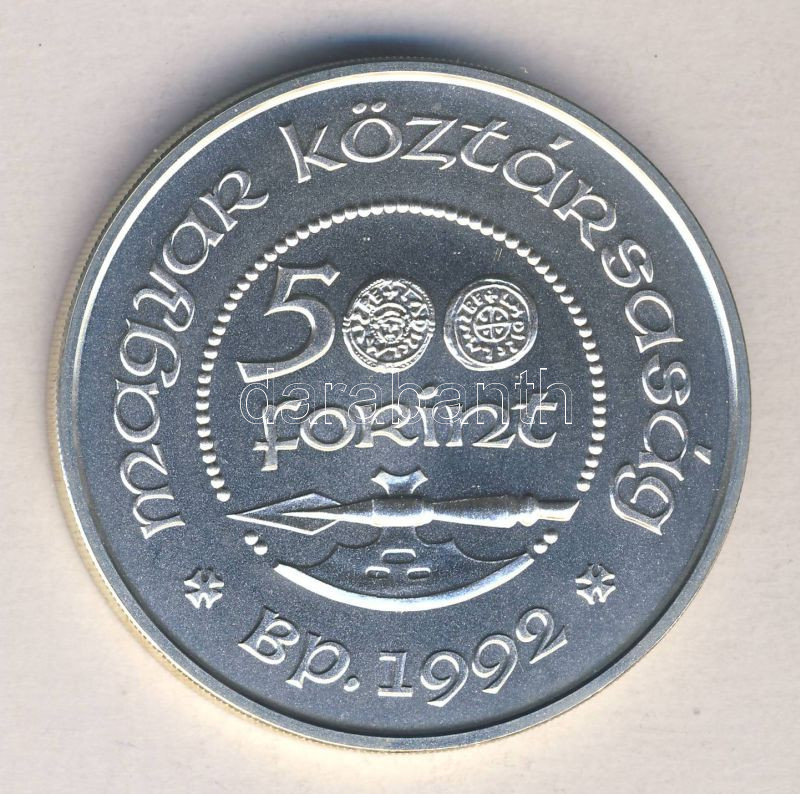 magyar köztársaság
500
forint
Bp. 1992
darabanth